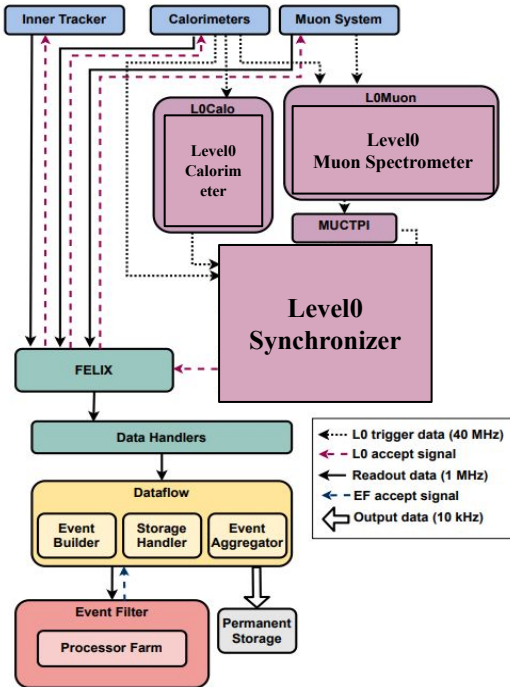 Inner Tracker
Calorimeters
Muon System
L0Calo
Level0
Calorim
eter
L0Muon
Level0
Muon Spectrometer
MUCTPI
Level0
Synchronizer
FELIX
Data Handlers
Dataflow
Event
Builder
Storage
Handler
Event
Aggregator
Event Filter
Processor Farm
Permanent
Storage
L0 trigger data (40 MHz)
L0 accept signal
Readout data (1 MHz)
EF accept signal
Output data (10 kHz)